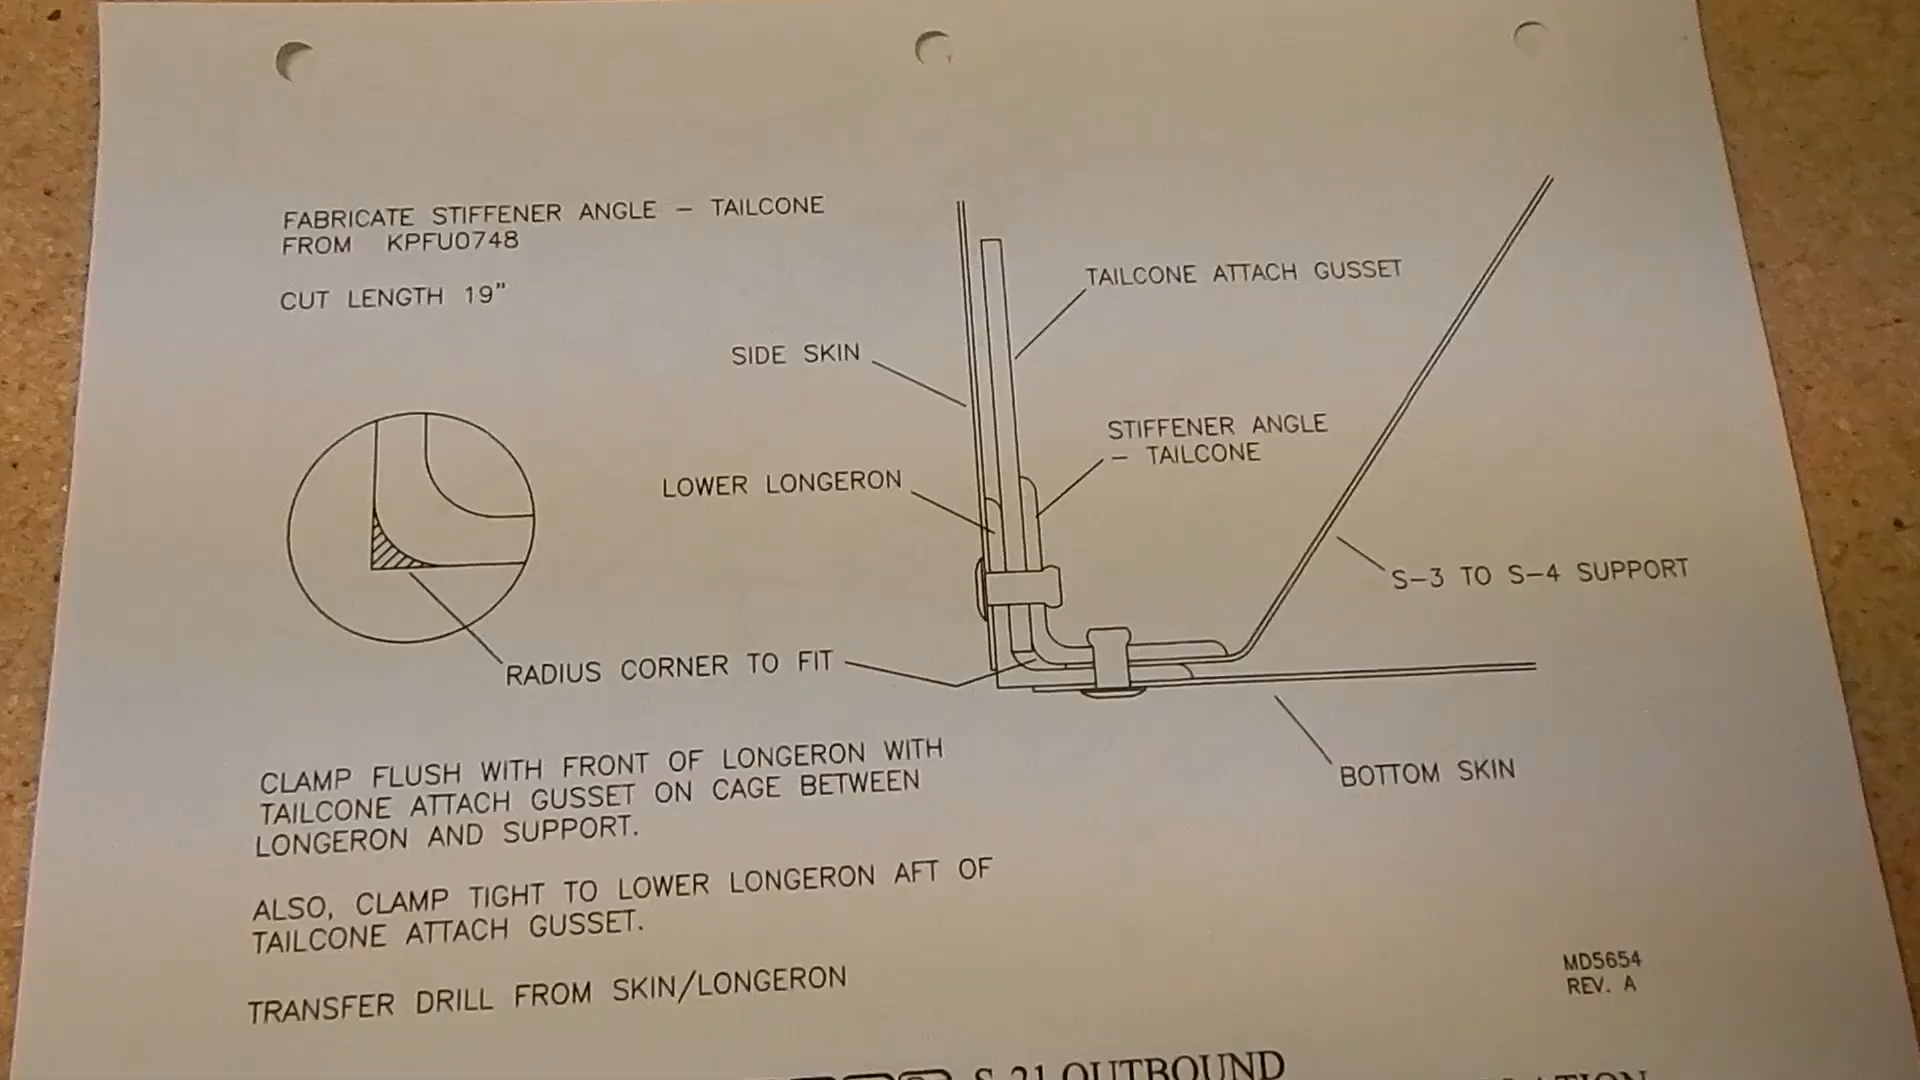 FABRICATE STIFFENER ANGLE – TAILCONE
FROM KPFU0748
CUT LENGTH 19"
TAILCONE ATTACH GUSSET
SIDE SKIN
STIFFENER ANGLE
– TAILCONE
LOWER LONGERON
S–3 TO S–4 SUPPORT
RADIUS CORNER TO FIT
BOTTOM SKIN
CLAMP FLUSH WITH FRONT OF LONGERON WITH
TAILCONE ATTACH GUSSET ON CAGE BETWEEN
LONGERON AND SUPPORT.
ALSO, CLAMP TIGHT TO LOWER LONGERON AFT OF
TAILCONE ATTACH GUSSET.
TRANSFER DRILL FROM SKIN/LONGERON
MD5654
REV. A
S-21 OUTBOUND